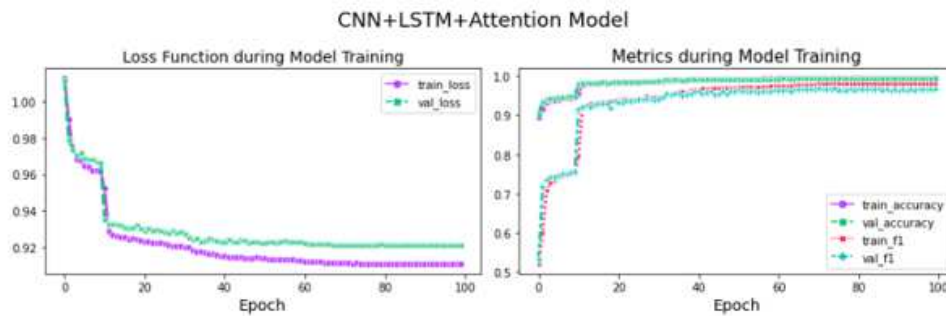 CNN+LSTM+Attention Model
Loss Function during Model Training
train_loss
val_loss
1.00
0.98
0.96
0.94
0.92
0
20
40
60
80
100
Epoch
Metrics during Model Training
1.0
0.9
0.8
0.7
0.6
0.5
train_accuracy
val_accuracy
train_f1
val_f1
0
20
40
60
80
100
Epoch